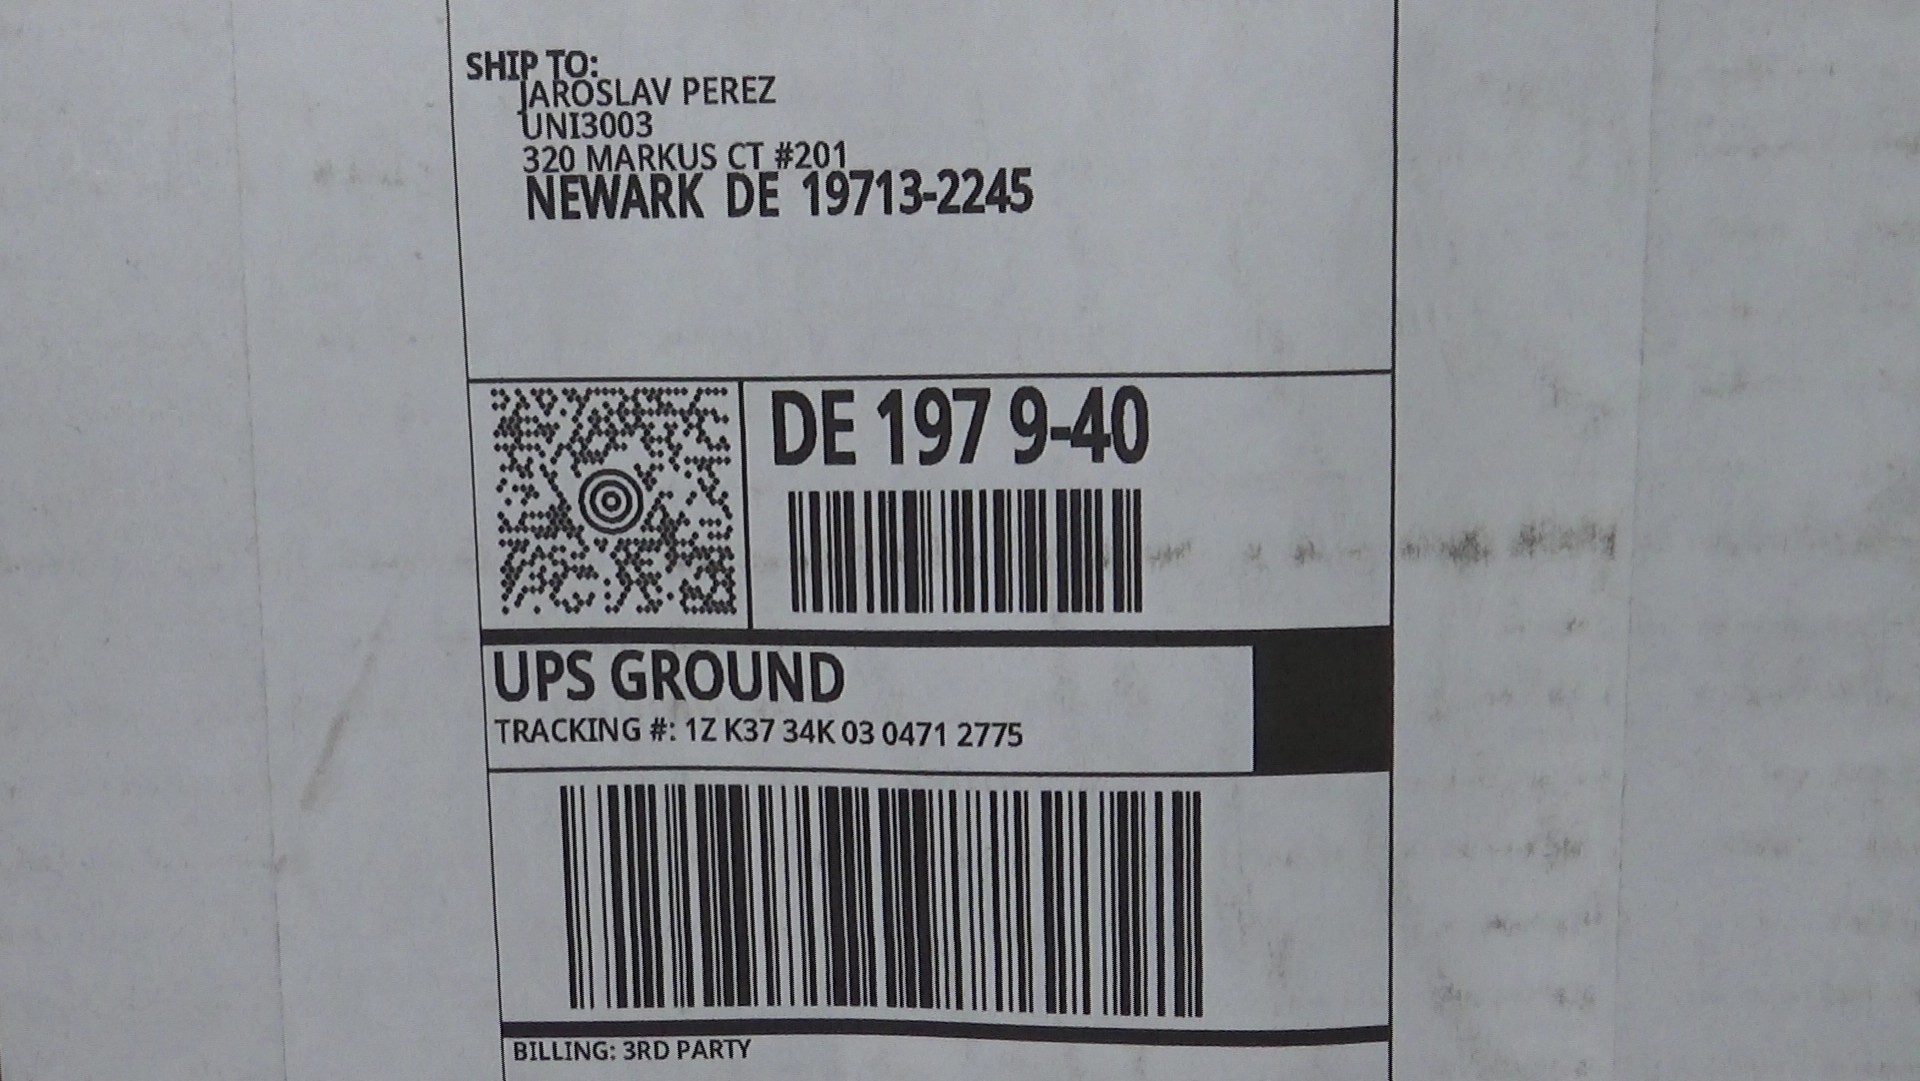 SHIP TO:
JAROSLAV PEREZ
UNI3003
320 MARKUS CT #201
NEWARK DE 19713-2245
DE 197 9-40
UPS GROUND
TRACKING #: 1Z K37 34K 03 0471 2775
BILLING: 3RD PARTY